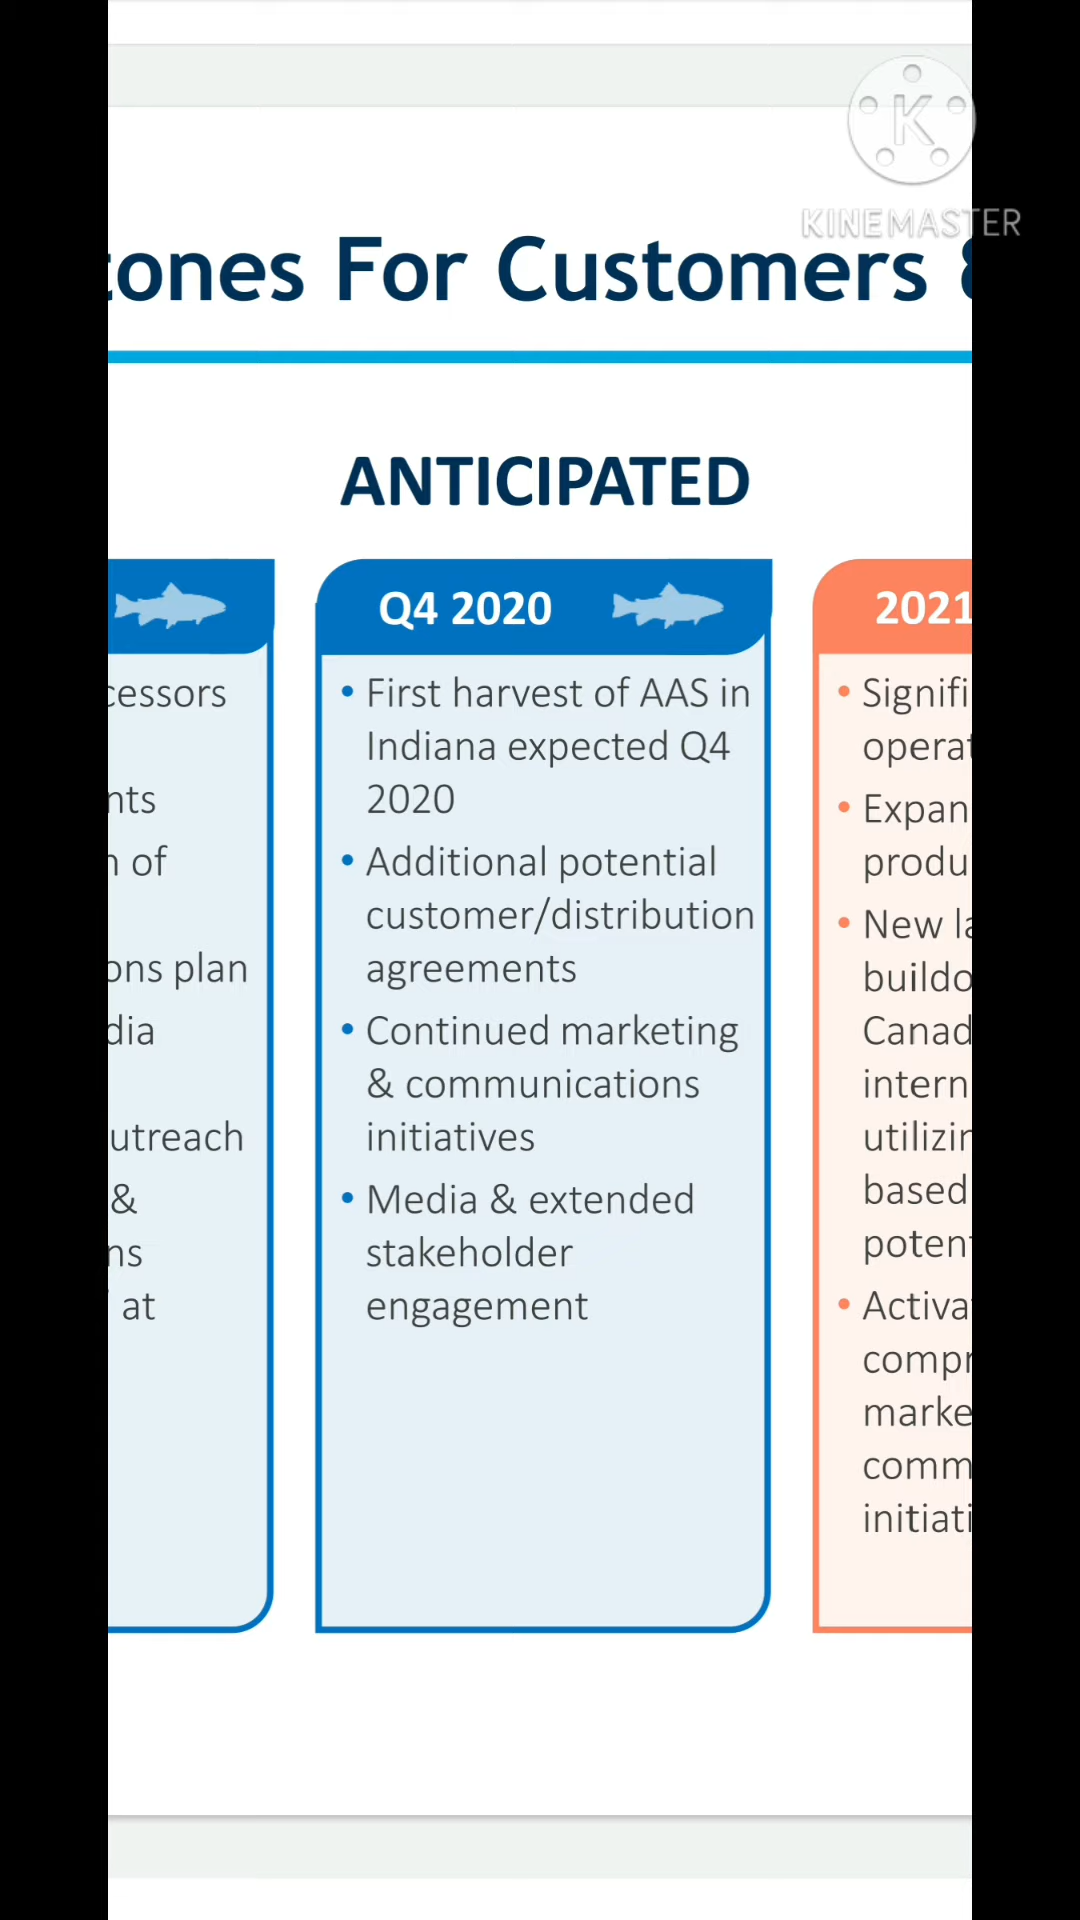 KINEMASTER
ones For Customers
ANTICIPATED
Q4 2020
2021
cessors
nts
of
ons plan
dia
utreach
&
ns
at
• First harvest of AAS in
Indiana expected Q4
2020
• Additional potential
customer/distribution
agreements
• Continued marketing
& communications
initiatives
• Media & extended
stakeholder
engagement
• Signifi
opera
• Expan
produ
• New la
buildo
Canad
intern
utilizin
based
poten
• Activa
compr
marke
comm
initiati